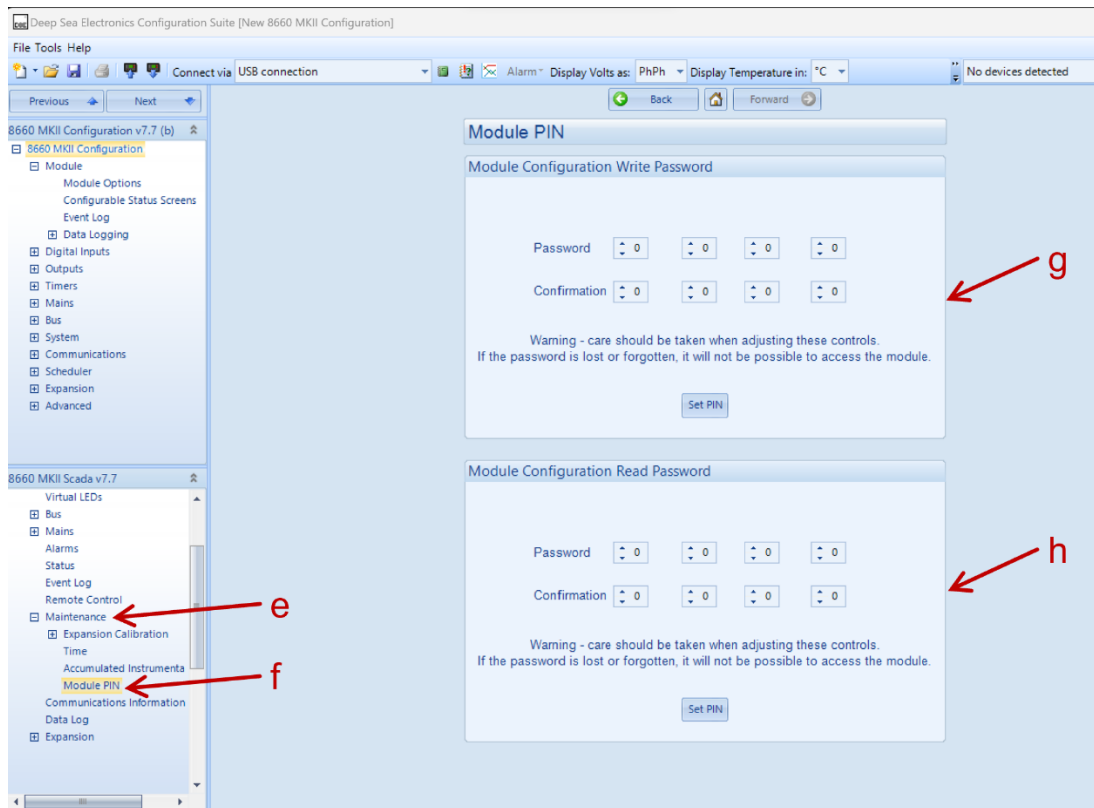 DSE Deep Sea Electronics Configuration Suite [New 8660 MKII Configuration]
File Tools Help
Connect via USB connection Alarm Display Volts as: PhPh Display Temperature in: °C No devices detected
Previous Next
Back Forward
8660 MKII Configuration v7.7 (b)
8660 MKII Configuration
Module
Module Options
Configurable Status Screens
Event Log
Data Logging
Digital Inputs
Outputs
Timers
Mains
Bus
System
Communications
Scheduler
Expansion
Advanced
8660 MKII Scada v7.7
Virtual LEDs
Bus
Mains
Alarms
Status
Event Log
Remote Control
Maintenance
Expansion Calibration
Time
Accumulated Instrumenta
Module PIN
Communications Information
Data Log
Expansion
e
f
Module PIN
Module Configuration Write Password
Password 0 0 0 0
Confirmation 0 0 0 0
Warning - care should be taken when adjusting these controls.
If the password is lost or forgotten, it will not be possible to access the module.
Set PIN
g
Module Configuration Read Password
Password 0 0 0 0
Confirmation 0 0 0 0
Warning - care should be taken when adjusting these controls.
If the password is lost or forgotten, it will not be possible to access the module.
Set PIN
h